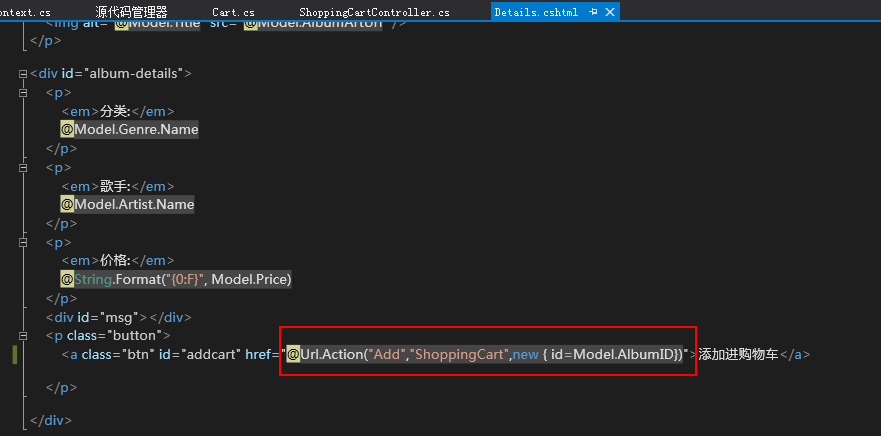 ontext.cs 源代码管理器 Cart.cs ShoppingCartController.cs Details.cshtml
<img alt="@Model.Title" src="@Model.AlbumArtUrl" />
</p>
<div id="album-details">
<p>
<em>分类:</em>
@Model.Genre.Name
</p>
<p>
<em>歌手:</em>
@Model.Artist.Name
</p>
<p>
<em>价格:</em>
@String.Format("{0:F}", Model.Price)
</p>
<div id="msg"></div>
<p class="button">
<a class="btn" id="addcart" href="@Url.Action("Add","ShoppingCart",new { id=Model.AlbumID})">添加进购物车</a>
</p>
</div>